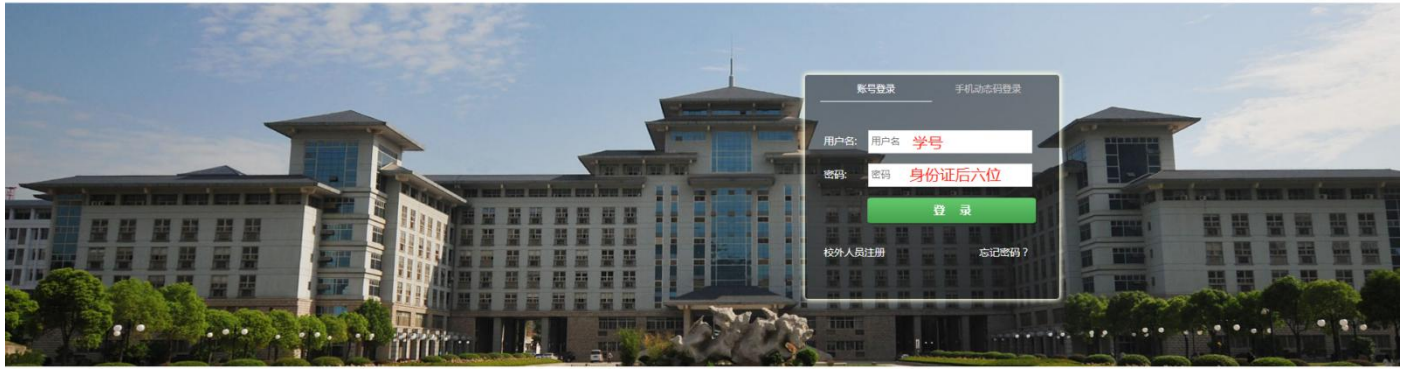 账号登录 手机动态码登录
用户名: 用户名 学号
密码: 密码 身份证后六位
登 录
校外人员注册 忘记密码？